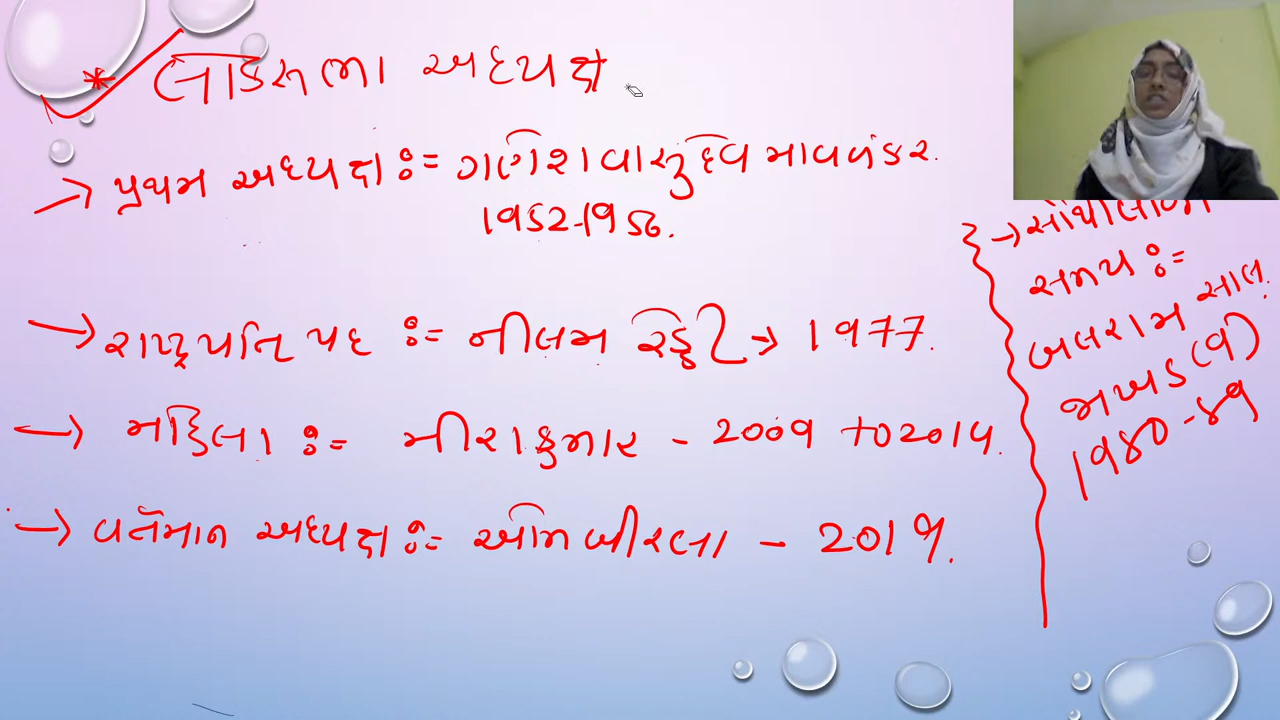 * લોકસભા અધ્યક્ષ
→ પ્રથમ અધ્યક્ષ := ગણેશ વાસુદેવ માવળંકર.
1952-1956.
→ રાષ્ટ્રપતિ પદ := નીલમ રેડ્ડી → 1977.
→ મહિલા := મીરાકુમાર - 2009 to 2014.
→ વર્તમાન અધ્યક્ષ := ઓમ બીરલા - 2019.
→ સૌથી લાંબો
સમય :=
બલરામ સાલ.
જાખડ (9)
1980-89